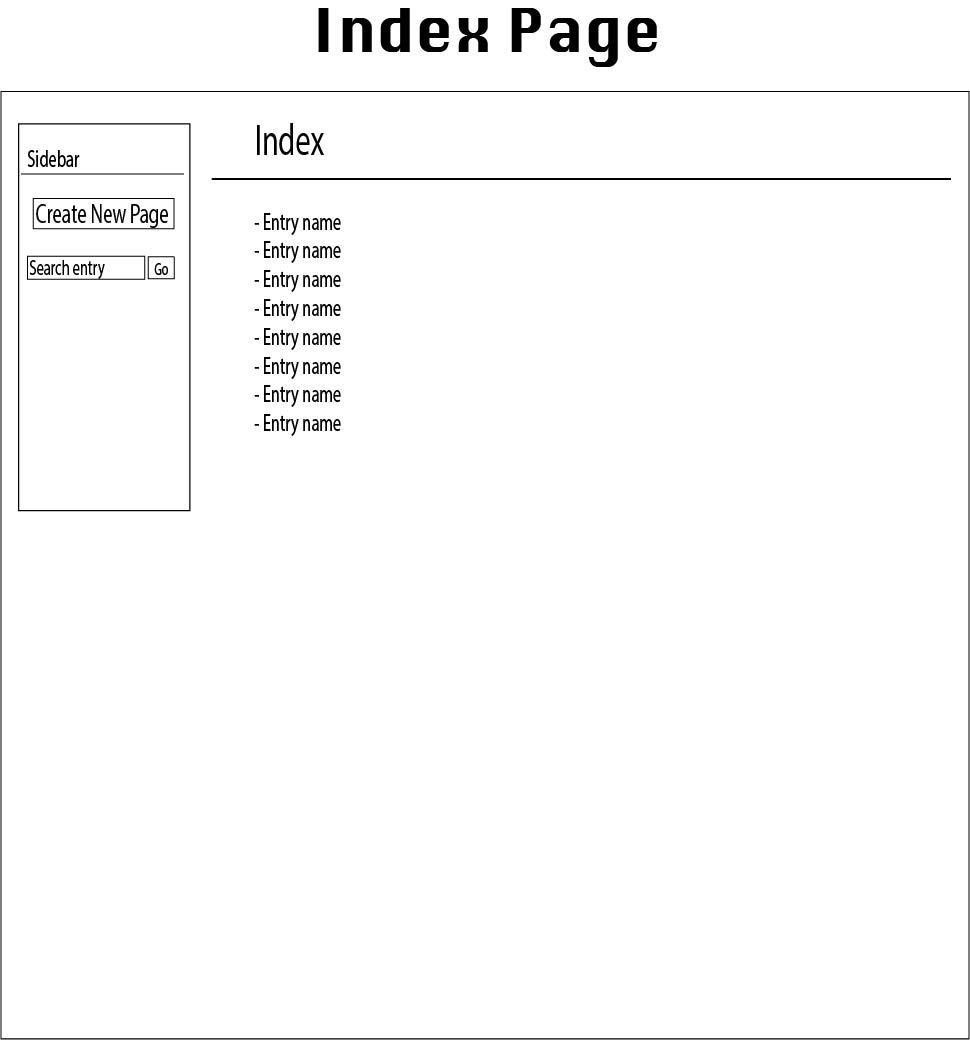 Index Page
Sidebar
Create New Page
Search entry
Go
Index
- Entry name
- Entry name
- Entry name
- Entry name
- Entry name
- Entry name
- Entry name
- Entry name